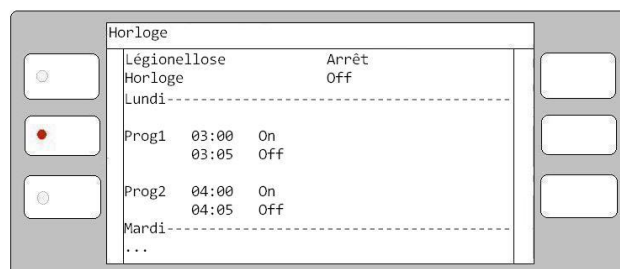 Horloge
Légionellose Arrêt
Horloge Off
Lundi-----------------------------------------
Prog1 03:00 On
03:05 Off
Prog2 04:00 On
04:05 Off
Mardi-----------------------------------------
...